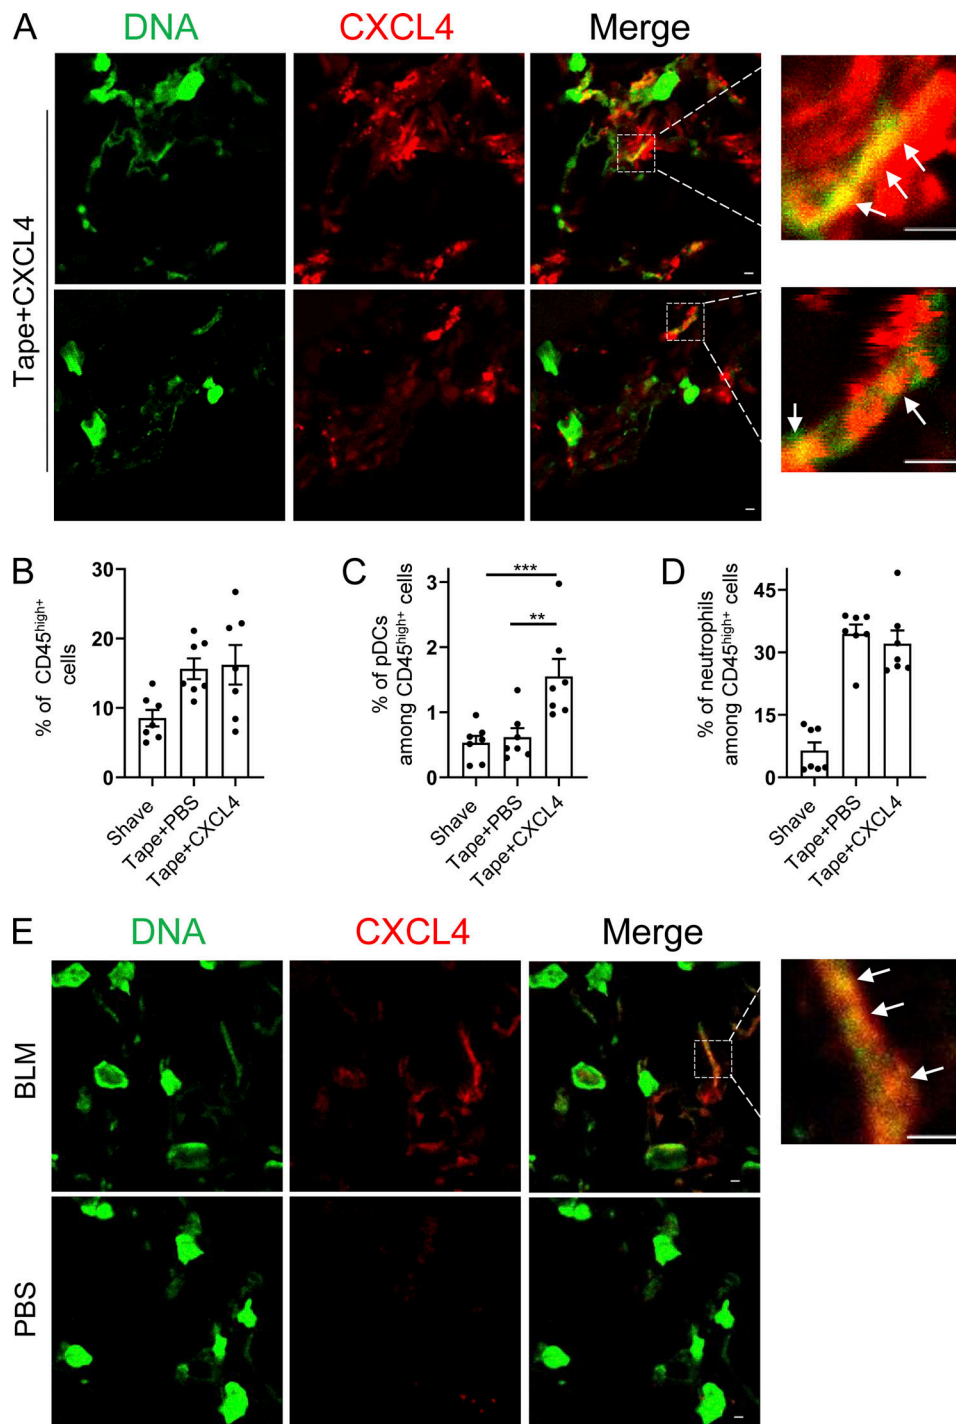 A
DNA
CXCL4
Merge
Tape+CXCL4
B
% of CD45high+
cells
30
20
10
0
Shave
Tape+PBS
Tape+CXCL4
C
% of pDCs
among CD45high+ cells
3
2
1
0
***
**
Shave
Tape+PBS
Tape+CXCL4
D
% of neutrophils
among CD45high+ cells
45
30
15
0
Shave
Tape+PBS
Tape+CXCL4
E
DNA
CXCL4
Merge
BLM
PBS